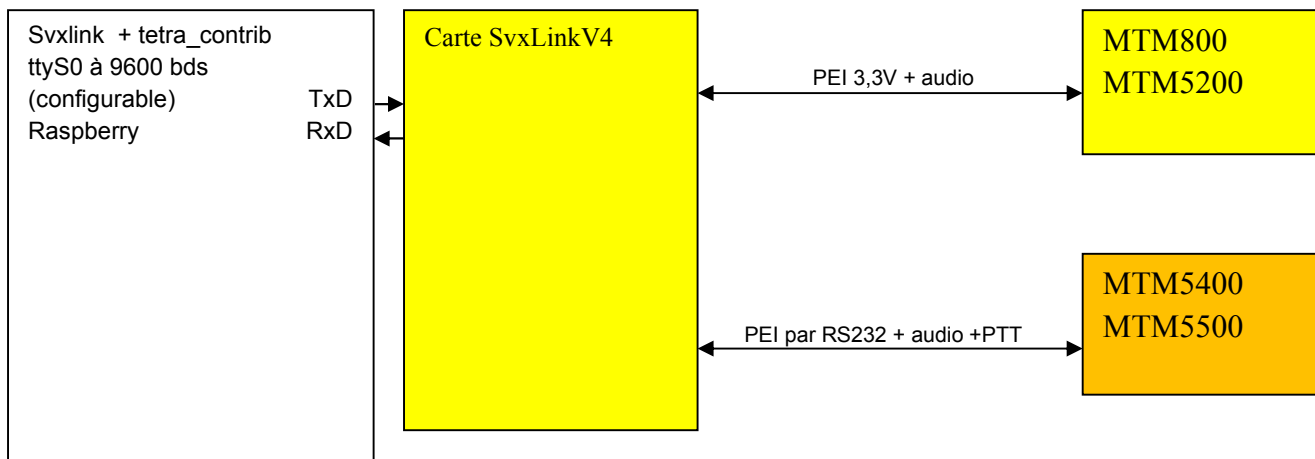 Svxlink + tetra_contrib
ttyS0 à 9600 bds
(configurable) TxD
Raspberry RxD
Carte SvxLinkV4
PEI 3,3V + audio
MTM800
MTM5200
PEI par RS232 + audio +PTT
MTM5400
MTM5500